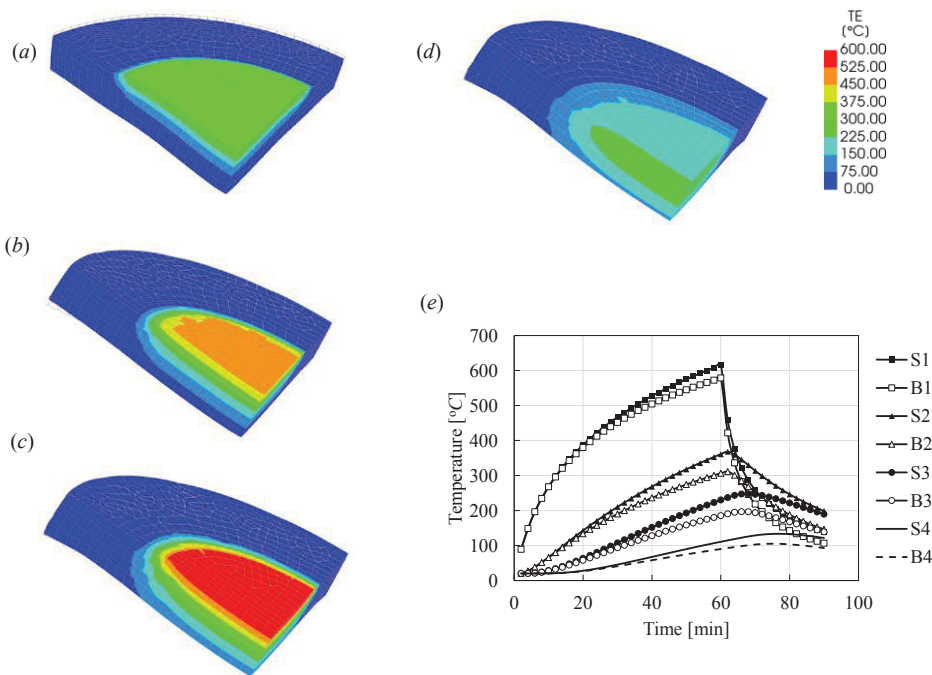 (a)
(d)
TE
(°C)
600.00
525.00
450.00
375.00
300.00
225.00
150.00
75.00
0.00
(b)
(c)
(e)
700
600
500
400
300
200
100
0
Temperature [°C]
0 20 40 60 80 100
Time [min]
S1
B1
S2
B2
S3
B3
S4
B4